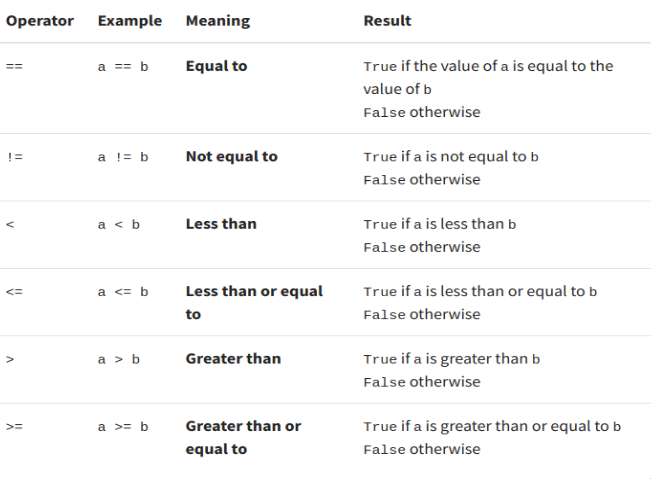 Operator Example Meaning Result
== a == b Equal to True if the value of a is equal to the
value of b
False otherwise
!= a != b Not equal to True if a is not equal to b
False otherwise
< a < b Less than True if a is less than b
False otherwise
<= a <= b Less than or equal True if a is less than or equal to b
to False otherwise
> a > b Greater than True if a is greater than b
False otherwise
>= a >= b Greater than or True if a is greater than or equal to b
equal to False otherwise